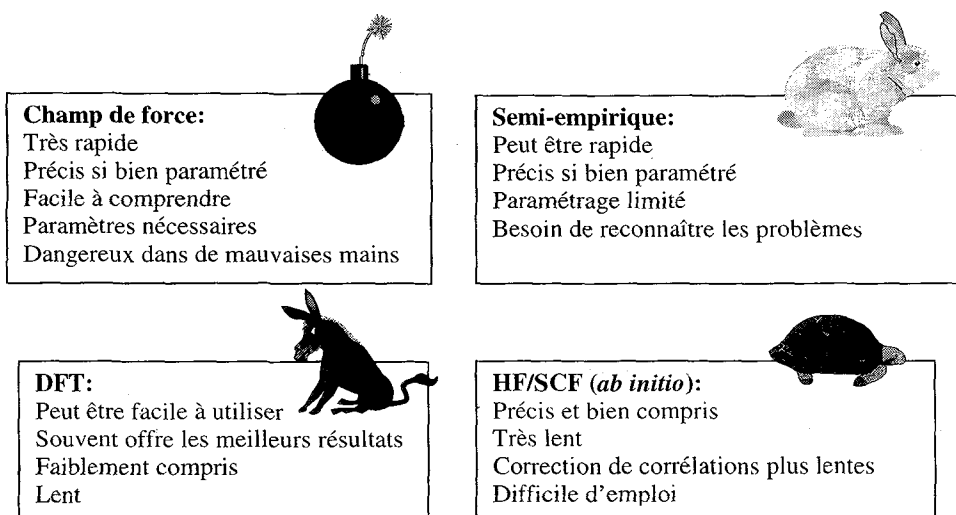 Champ de force:
Très rapide
Précis si bien paramétré
Facile à comprendre
Paramètres nécessaires
Dangereux dans de mauvaises mains
Semi-empirique:
Peut être rapide
Précis si bien paramétré
Paramétrage limité
Besoin de reconnaître les problèmes
DFT:
Peut être facile à utiliser
Souvent offre les meilleurs résultats
Faiblement compris
Lent
HF/SCF (ab initio):
Précis et bien compris
Très lent
Correction de corrélations plus lentes
Difficile d'emploi